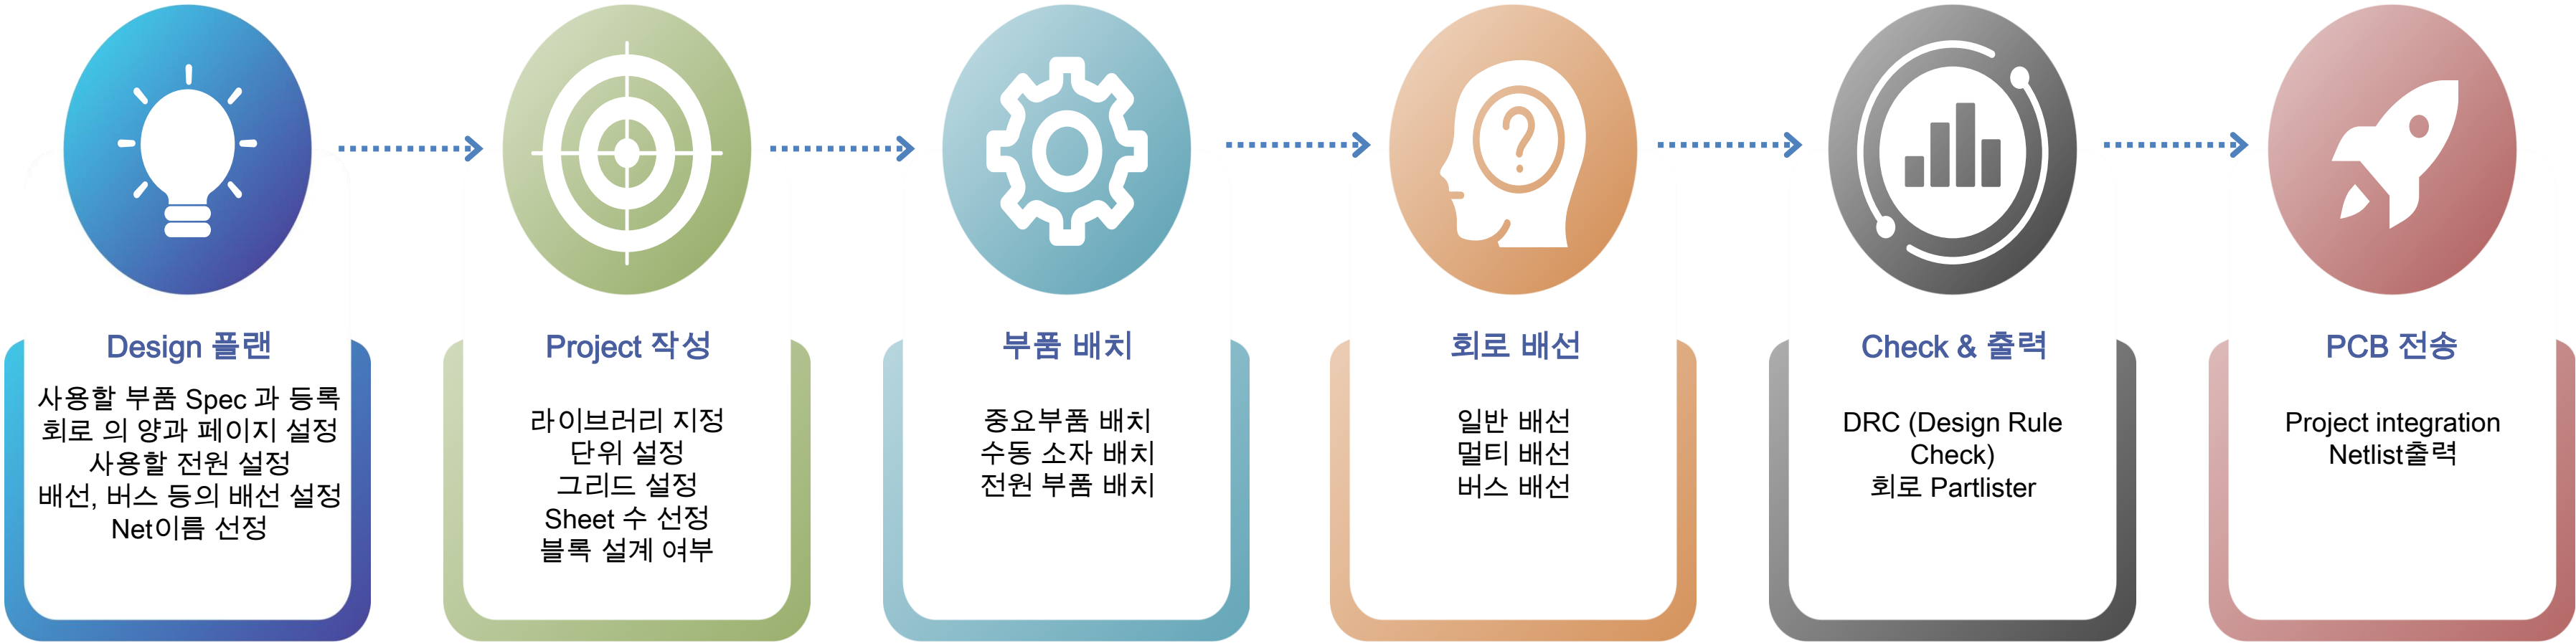 Design 플랜
사용할 부품 Spec 과 등록
회로 의 양과 페이지 설정
사용할 전원 설정
배선, 버스 등의 배선 설정
Net이름 선정
Project 작성
라이브러리 지정
단위 설정
그리드 설정
Sheet 수 선정
블록 설계 여부
부품 배치
중요부품 배치
수동 소자 배치
전원 부품 배치
회로 배선
일반 배선
멀티 배선
버스 배선
Check & 출력
DRC (Design Rule
Check)
회로 Partlister
PCB 전송
Project integration
Netlist출력